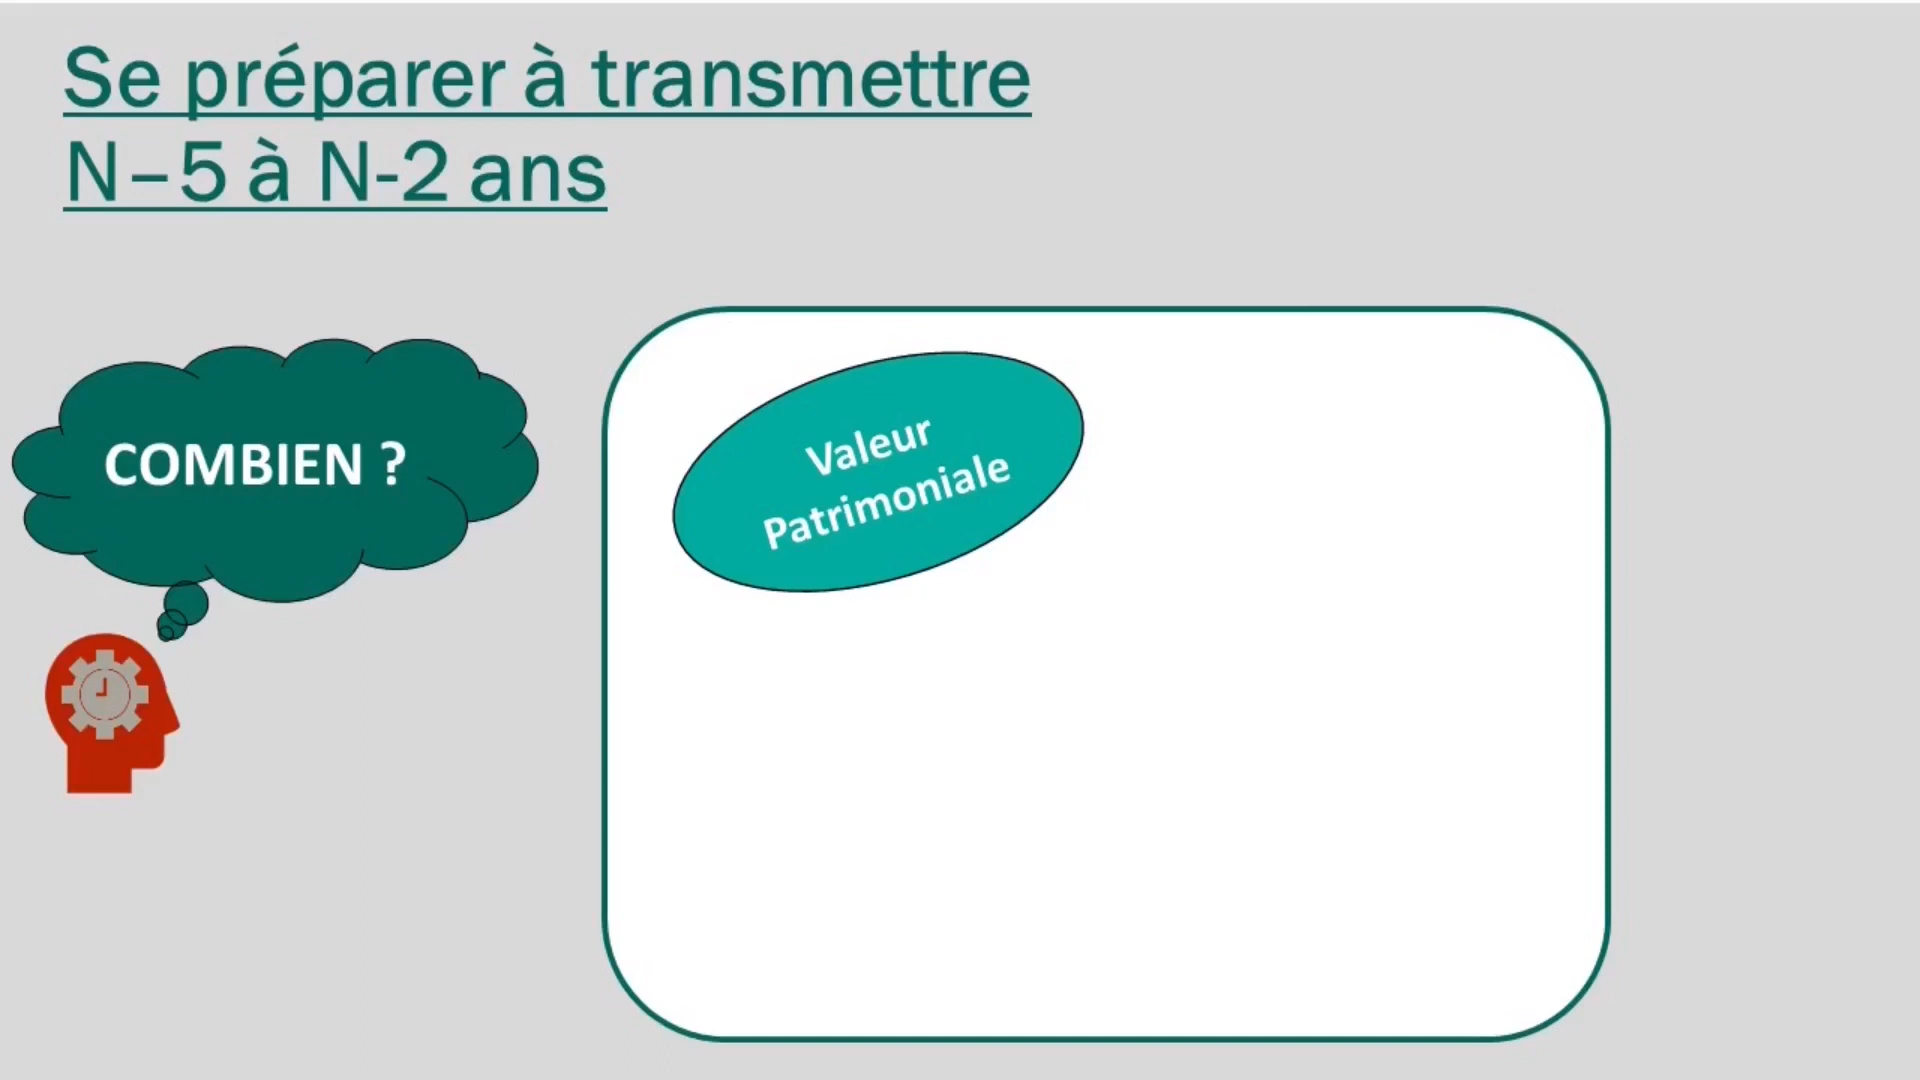 Se préparer à transmettre
N–5 à N-2 ans
COMBIEN ?
Valeur
Patrimoniale